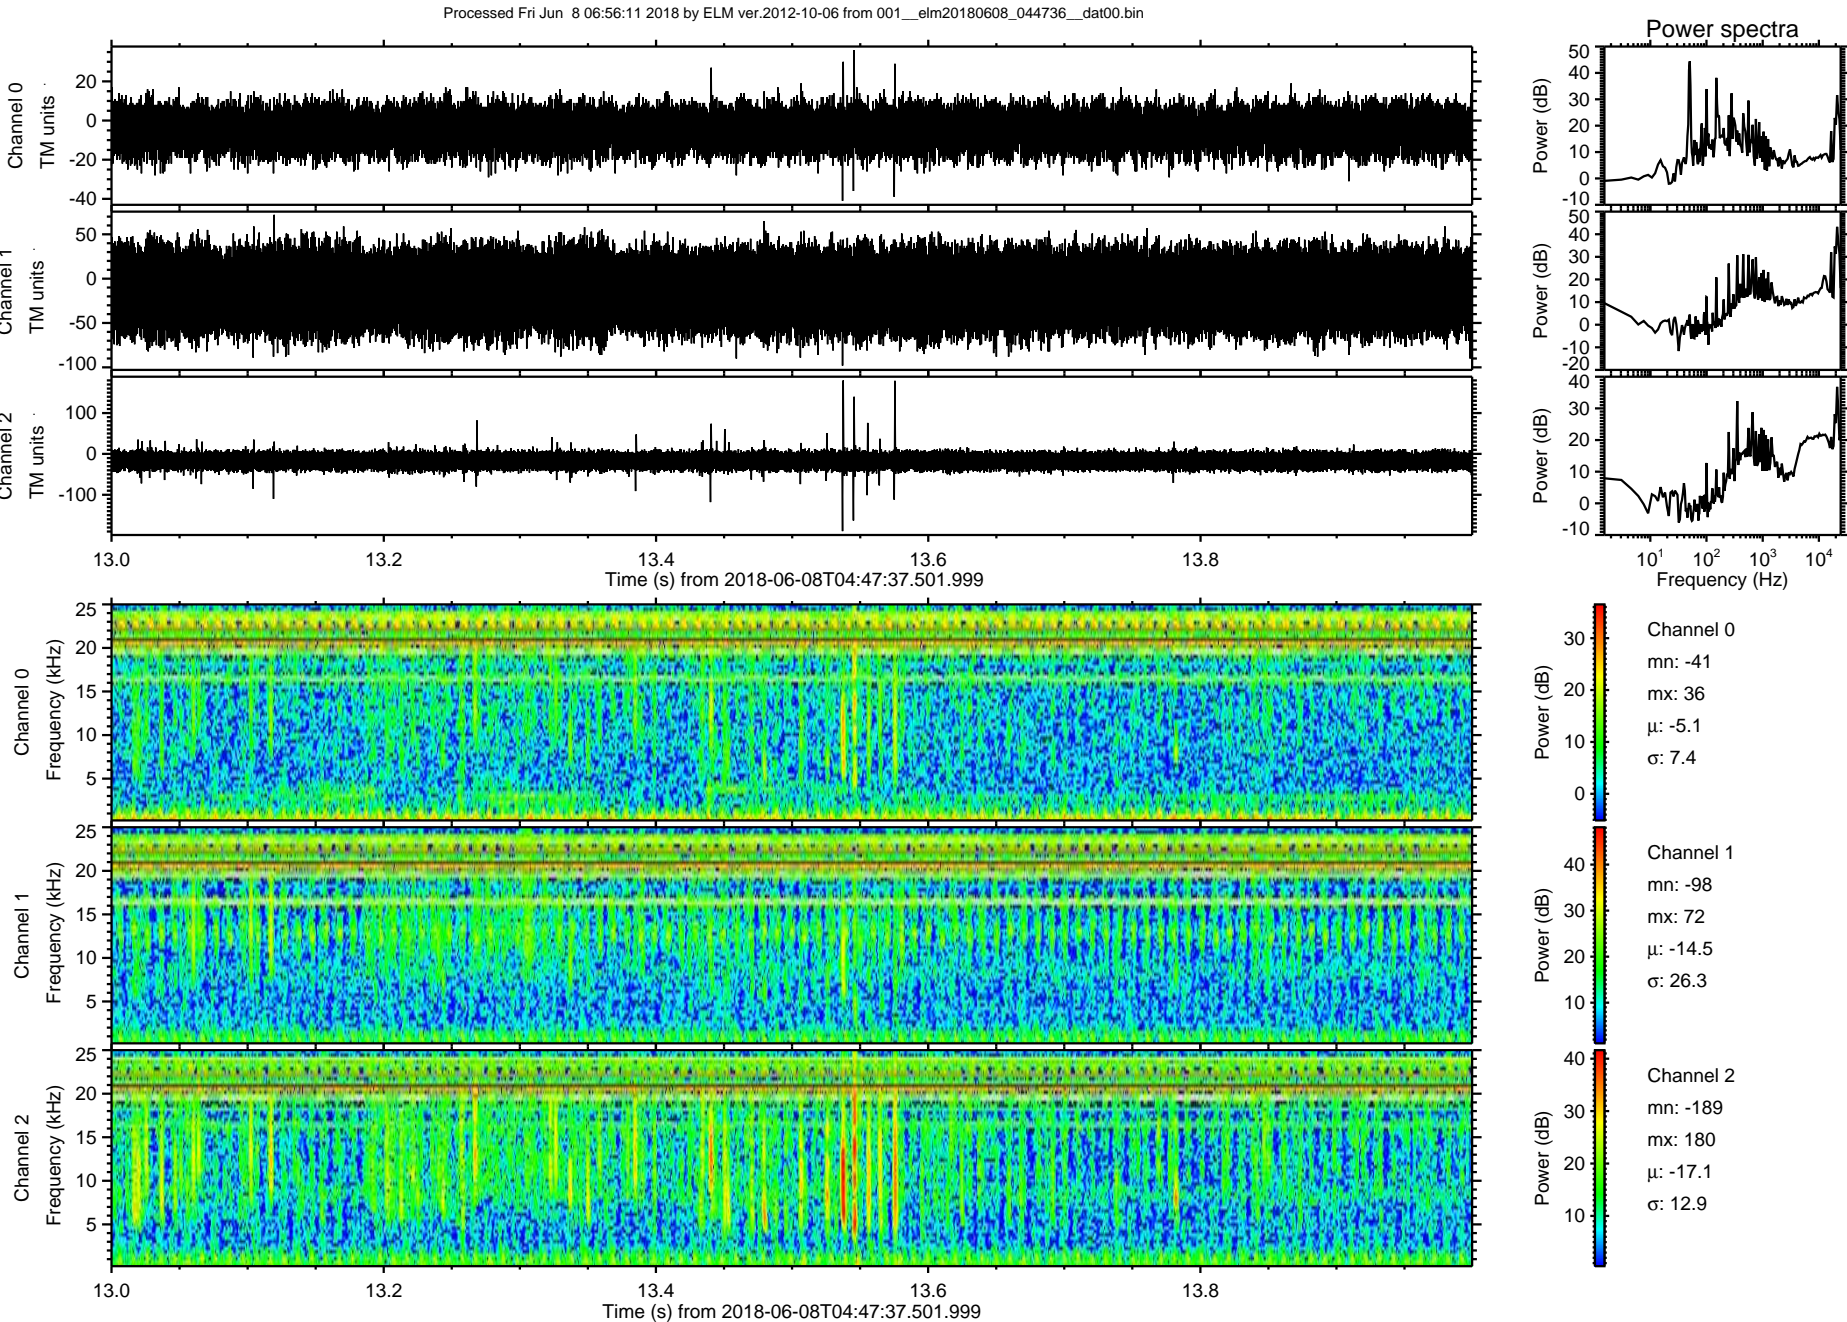 Processed Fri Jun  8 06:56:11 2018 by ELM ver.2012-10-06 from 001__elm20180608_044736__dat00.bin
Power spectra
Channel 0
TM units
20
0
-20
-40
Power (dB)
50
40
30
20
10
0
-10
Channel 1
TM units
50
0
-50
-100
Power (dB)
50
40
30
20
10
0
-10
-20
Channel 2
TM units
100
0
-100
Power (dB)
40
30
20
10
0
-10
13.0
13.2
13.4
13.6
13.8
Time (s) from 2018-06-08T04:47:37.501.999
10¹
10²
10³
10⁴
Frequency (Hz)
Channel 0
Frequency (kHz)
25
20
15
10
5
Power (dB)
30
20
10
0
Channel 0
mn: -41
mx: 36
μ: -5.1
σ: 7.4
Channel 1
Frequency (kHz)
25
20
15
10
5
Power (dB)
40
30
20
10
Channel 1
mn: -98
mx: 72
μ: -14.5
σ: 26.3
Channel 2
Frequency (kHz)
25
20
15
10
5
Power (dB)
40
30
20
10
Channel 2
mn: -189
mx: 180
μ: -17.1
σ: 12.9
13.0
13.2
13.4
13.6
13.8
Time (s) from 2018-06-08T04:47:37.501.999